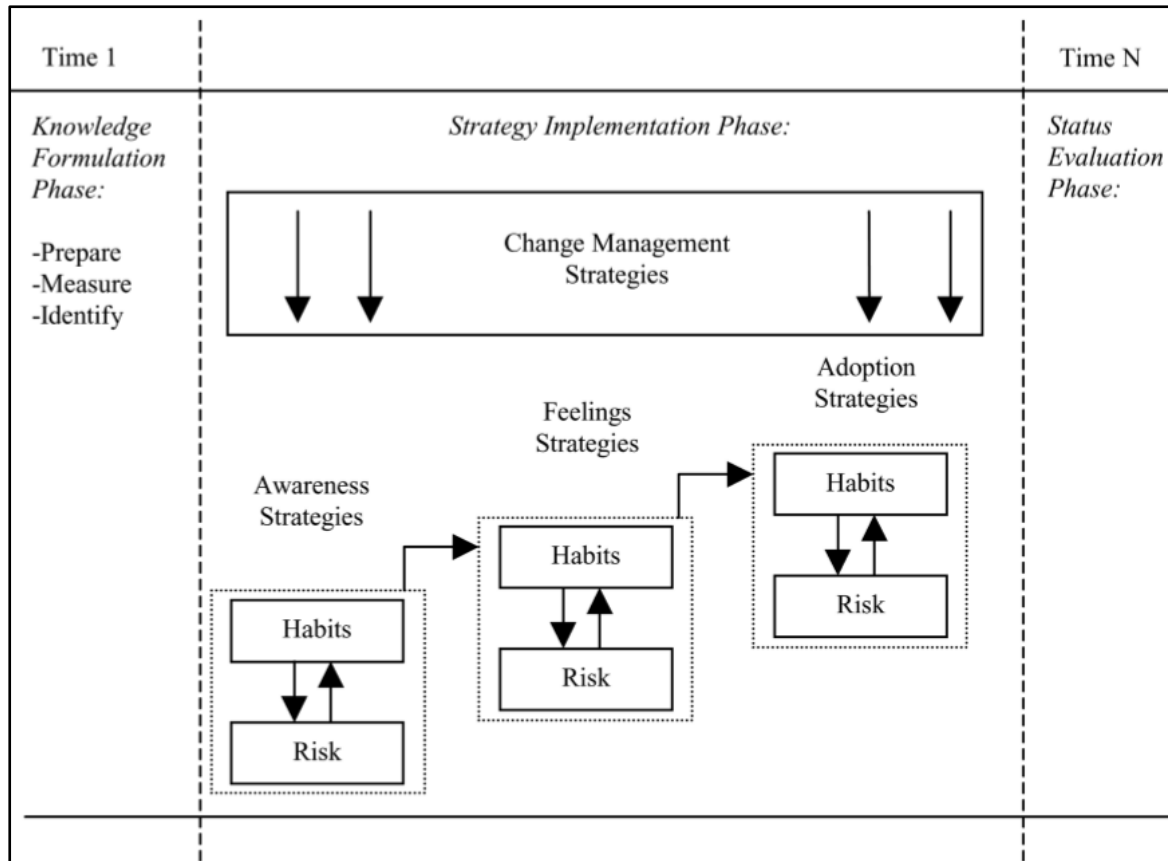 Time 1
Time N
Knowledge
Formulation
Phase:
-Prepare
-Measure
-Identify
Strategy Implementation Phase:
Change Management
Strategies
Awareness
Strategies
Habits
Risk
Feelings
Strategies
Habits
Risk
Adoption
Strategies
Habits
Risk
Status
Evaluation
Phase: